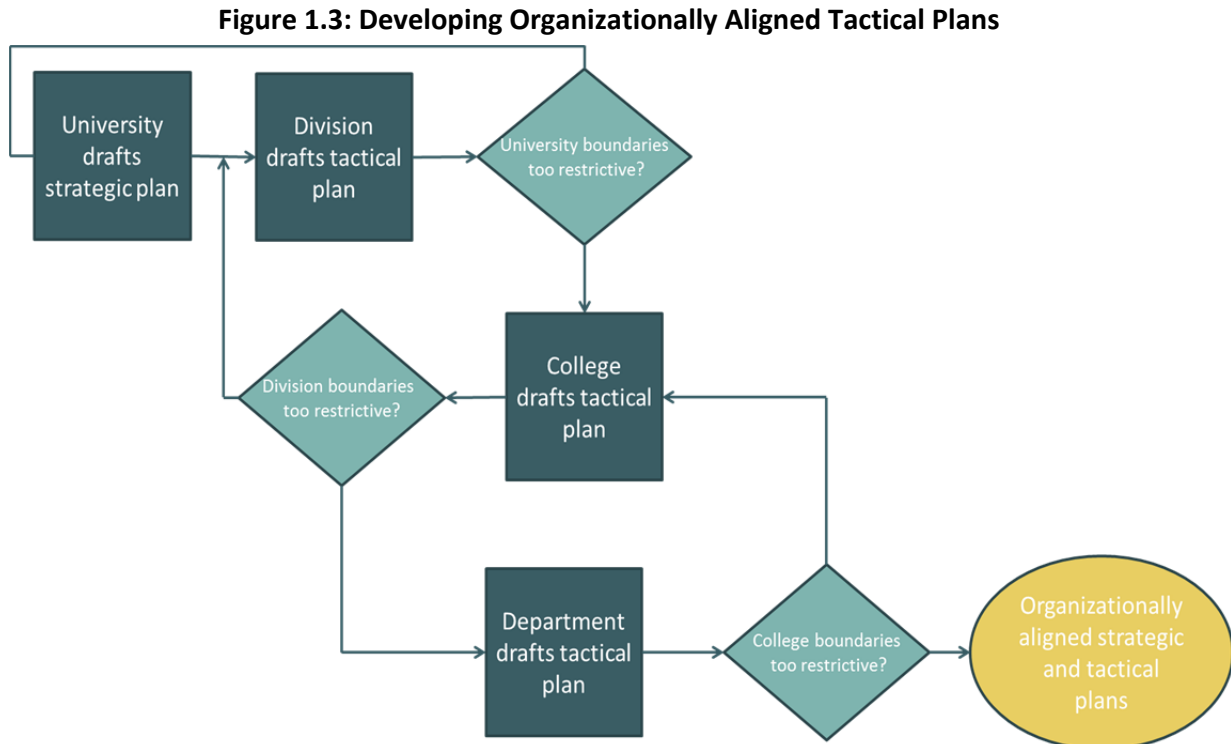 Figure 1.3: Developing Organizationally Aligned Tactical Plans
University
drafts
strategic plan
Division
drafts tactical
plan
University boundaries
too restrictive?
Division boundaries
too restrictive?
College
drafts tactical
plan
Department
drafts tactical
plan
College boundaries
too restrictive?
Organizationally
aligned strategic
and tactical
plans